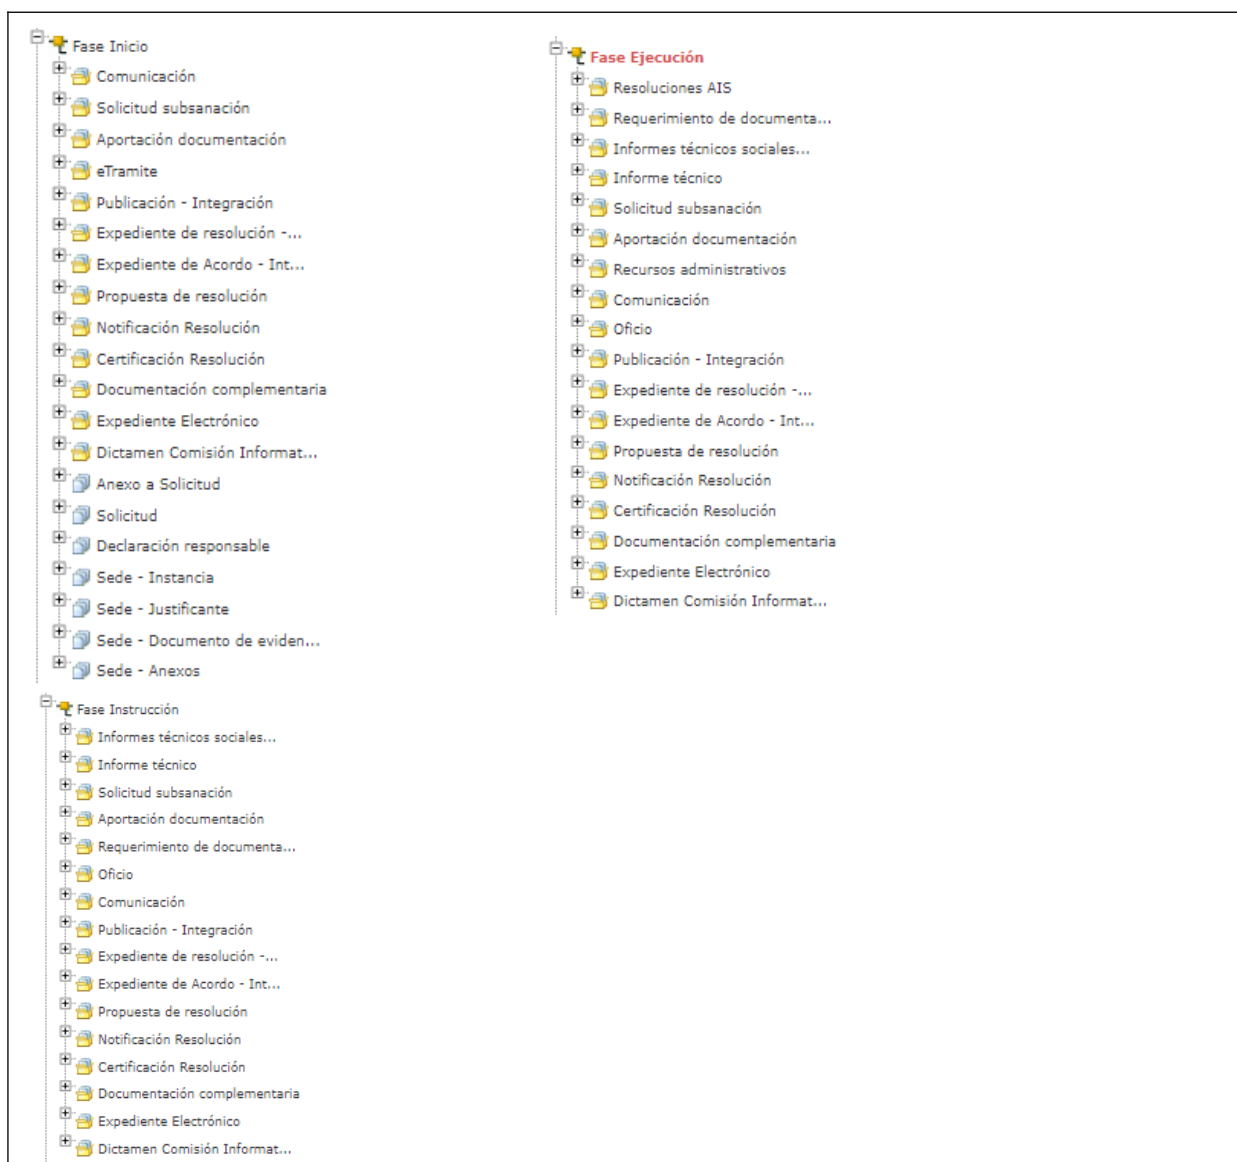 Fase Inicio
Comunicación
Solicitud subsanación
Aportación documentación
eTramite
Publicación - Integración
Expediente de resolución -...
Expediente de Acordo - Int...
Propuesta de resolución
Notificación Resolución
Certificación Resolución
Documentación complementaria
Expediente Electrónico
Dictamen Comisión Informat...
Anexo a Solicitud
Solicitud
Declaración responsable
Sede - Instancia
Sede - Justificante
Sede - Documento de eviden...
Sede - Anexos
Fase Ejecución
Resoluciones AIS
Requerimiento de documenta...
Informes técnicos sociales...
Informe técnico
Solicitud subsanación
Aportación documentación
Recursos administrativos
Comunicación
Oficio
Publicación - Integración
Expediente de resolución -...
Expediente de Acordo - Int...
Propuesta de resolución
Notificación Resolución
Certificación Resolución
Documentación complementaria
Expediente Electrónico
Dictamen Comisión Informat...
Fase Instrucción
Informes técnicos sociales...
Informe técnico
Solicitud subsanación
Aportación documentación
Requerimiento de documenta...
Oficio
Comunicación
Publicación - Integración
Expediente de resolución -...
Expediente de Acordo - Int...
Propuesta de resolución
Notificación Resolución
Certificación Resolución
Documentación complementaria
Expediente Electrónico
Dictamen Comisión Informat...